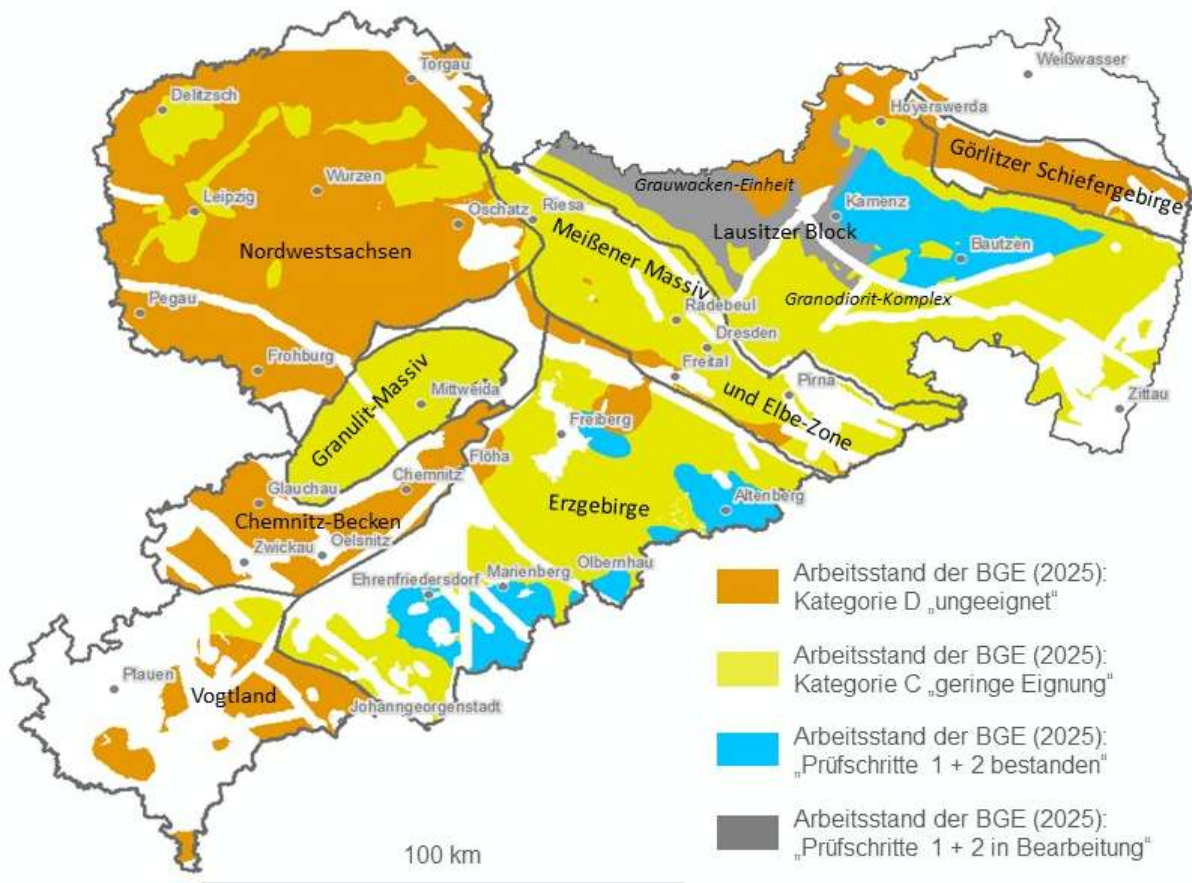 Weißwasser
Torgau
Delitzsch
Hoyerswerda
Görlitzer Schiefergebirge
Grauwacken-Einheit
Wurzen
Leipzig
Riesa
Kamenz
Oschatz
Lausitzer Block
Nordwestsachsen
Meißener Massiv
Bautzen
Granodiorit-Komplex
Pegau
Radebeul
Dresden
Frohburg
Freital
Pirna
Mittweida
Granulit-Massiv
Zittau
und Elbe-Zone
Freiberg
Flöha
Chemnitz
Glauchau
Altenberg
Erzgebirge
Chemnitz-Becken
Oelsnitz
Zwickau
Olbernhau
Marienberg
Ehrenfriedersdorf
Plauen
Vogtland
Johanngeorgenstadt
Arbeitsstand der BGE (2025):
Kategorie D „ungeeignet"
Arbeitsstand der BGE (2025):
Kategorie C „geringe Eignung"
Arbeitsstand der BGE (2025):
„Prüfschritte 1 + 2 bestanden"
Arbeitsstand der BGE (2025):
„Prüfschritte 1 + 2 in Bearbeitung"
100 km